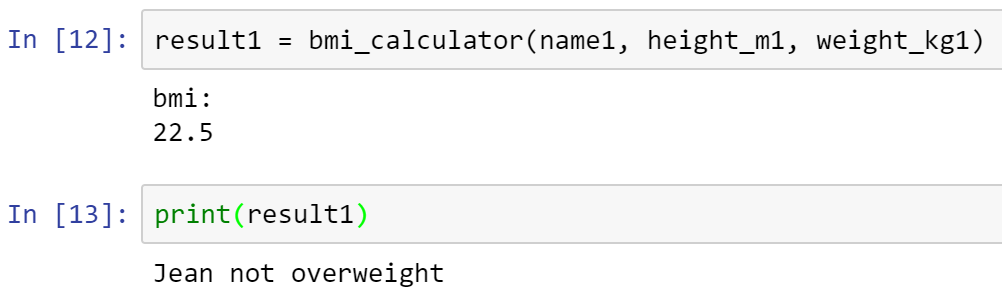 In [12]: result1 = bmi_calculator(name1, height_m1, weight_kg1)
bmi:
22.5
In [13]: print(result1)
Jean not overweight